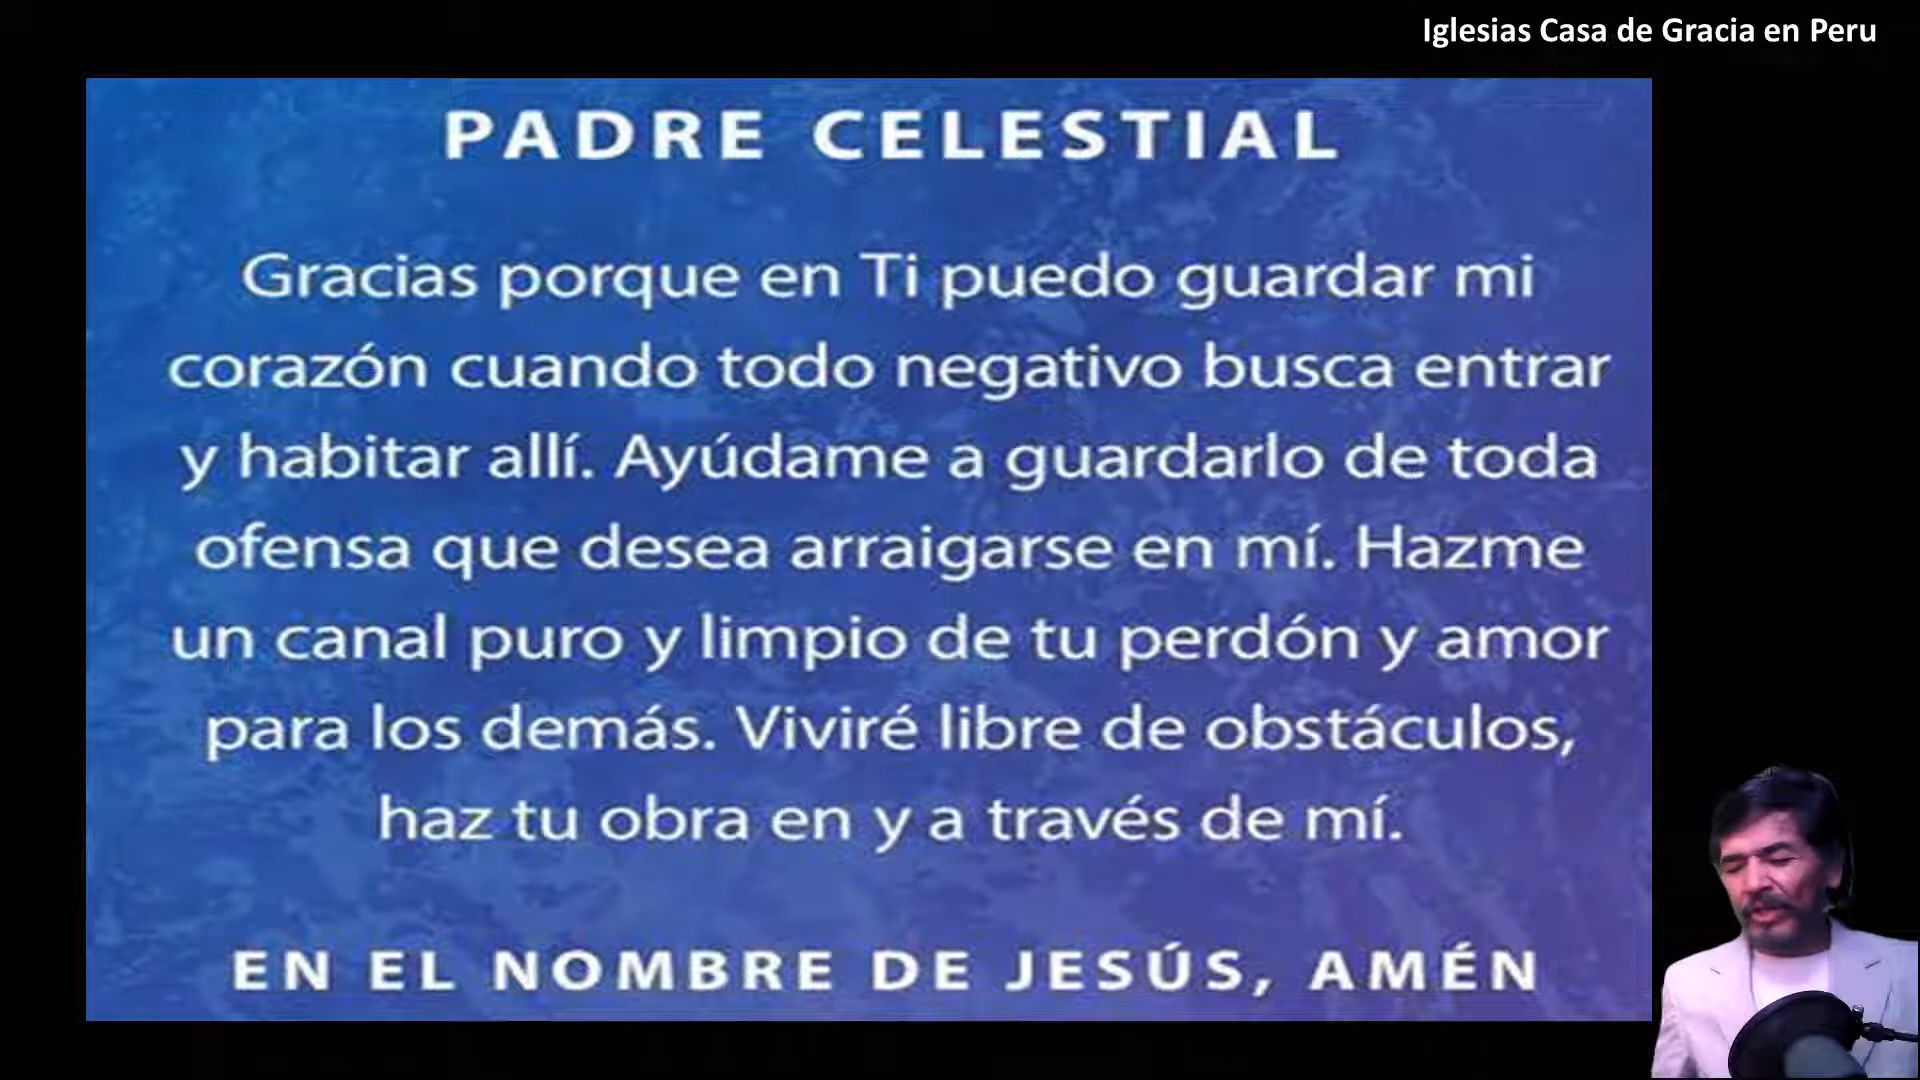 Iglesias Casa de Gracia en Peru
PADRE CELESTIAL
Gracias porque en Ti puedo guardar mi
corazón cuando todo negativo busca entrar
y habitar allí. Ayúdame a guardarlo de toda
ofensa que desea arraigarse en mí. Hazme
un canal puro y limpio de tu perdón y amor
para los demás. Viviré libre de obstáculos,
haz tu obra en y a través de mí.
EN EL NOMBRE DE JESÚS, AMÉN